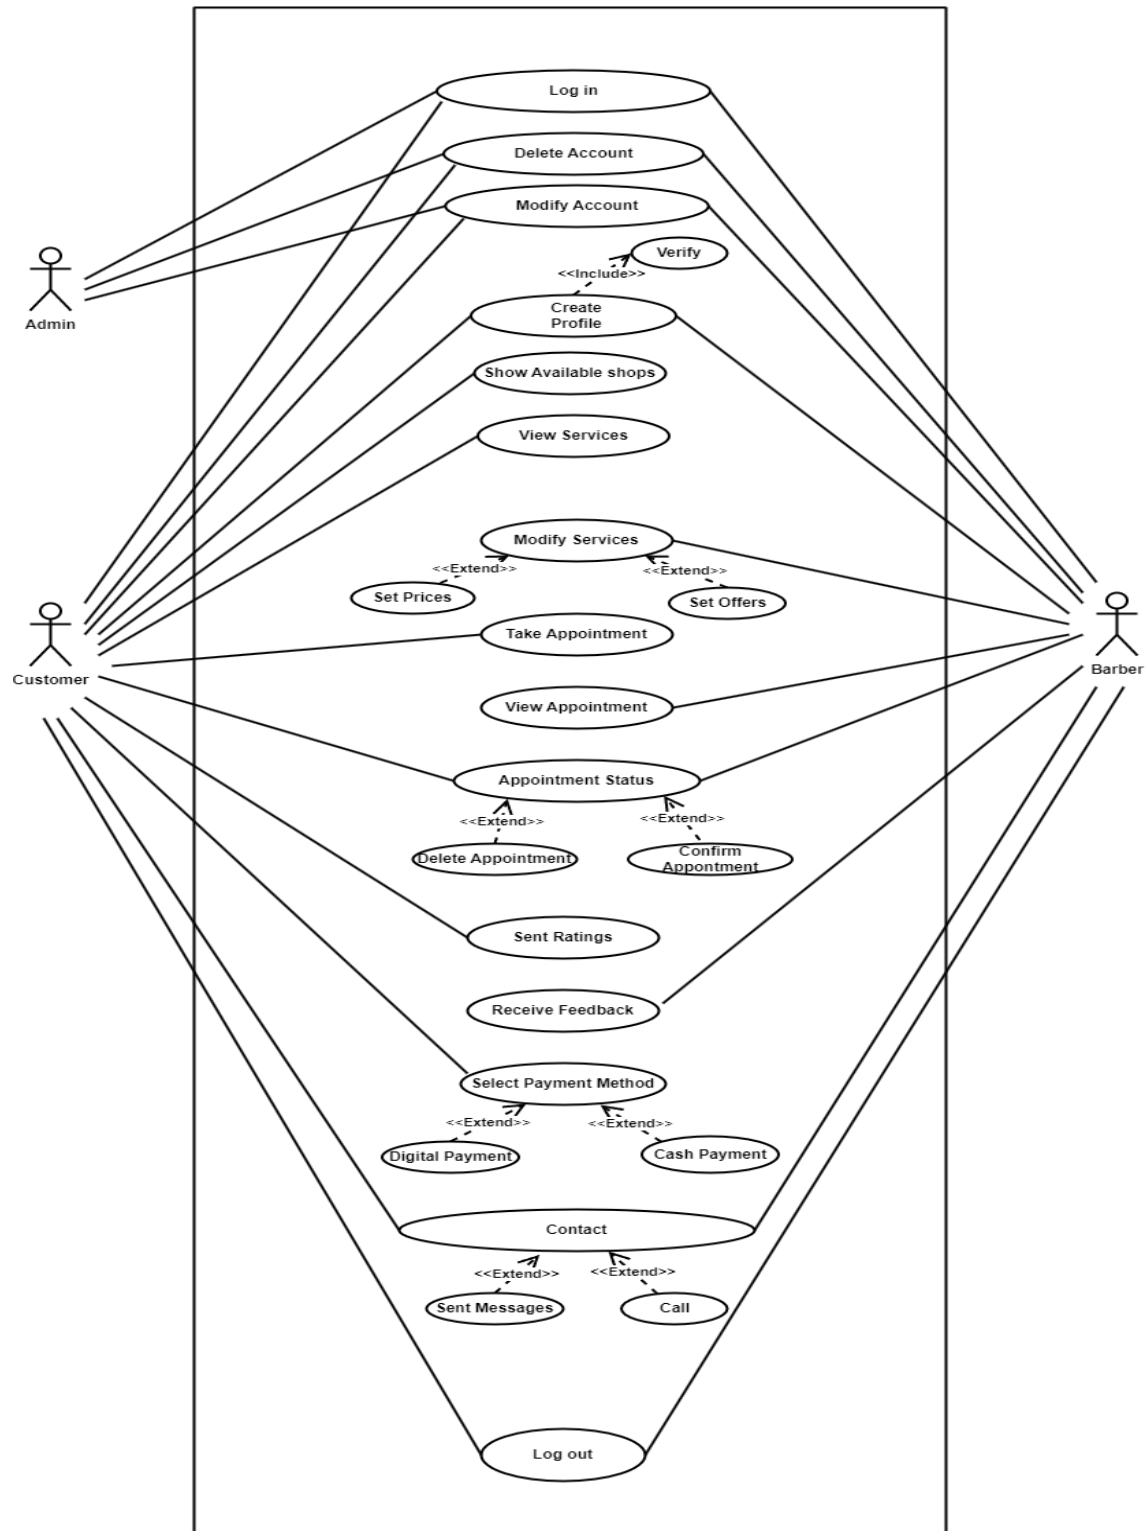 Log in
Delete Account
Modify Account
Verify
<<Include>>
Create
Profile
Admin
Show Available shops
View Services
Modify Services
<<Extend>>
<<Extend>>
Set Prices
Set Offers
Take Appointment
Customer
Barber
View Appointment
Appointment Status
<<Extend>>
<<Extend>>
Delete Appointment
Confirm
Appontment
Sent Ratings
Receive Feedback
Select Payment Method
<<Extend>>
<<Extend>>
Digital Payment
Cash Payment
Contact
<<Extend>>
<<Extend>>
Sent Messages
Call
Log out